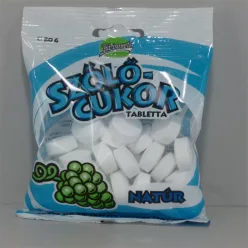 SZŐLŐ-
CUKOR
TABLETTA
NATÚR